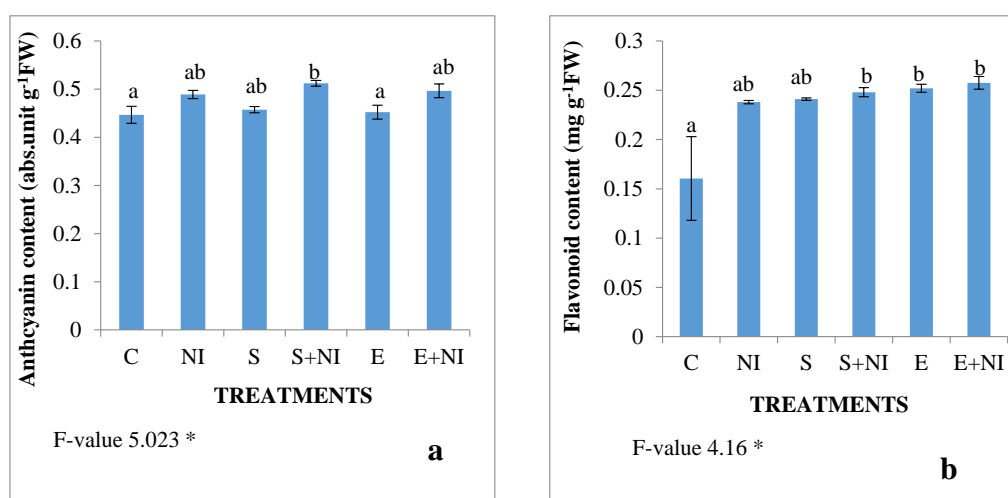 Anthcyanin content (abs.unit g-1FW)
0.6
0.5
0.4
0.3
0.2
0.1
0
a
ab
ab
b
a
ab
C NI S S+NI E E+NI
TREATMENTS
F-value 5.023 *
a
Flavonoid content (mg g-1FW)
0.3
0.25
0.2
0.15
0.1
0.05
0
a
ab
ab
b
b
b
C NI S S+NI E E+NI
TREATMENTS
F-value 4.16 *
b